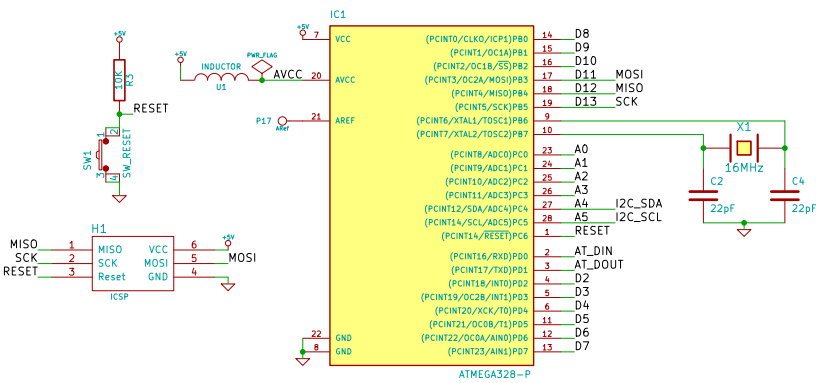 IC1
+5V
7 VCC (PCINT0/CLKO/ICP1)PB0 14 D8
(PCINT1/OC1A)PB1 15 D9
(PCINT2/OC1B/SS)PB2 16 D10
+5V INDUCTOR U1 PWR_FLAG AVCC 20 AVCC (PCINT3/OC2A/MOSI)PB3 17 D11 MOSI
(PCINT4/MISO)PB4 18 D12 MISO
(PCINT5/SCK)PB5 19 D13 SCK
P17 ARef 21 AREF (PCINT6/XTAL1/TOSC1)PB6 9
(PCINT7/XTAL2/TOSC2)PB7 10
(PCINT8/ADC0)PC0 23 A0
(PCINT9/ADC1)PC1 24 A1
(PCINT10/ADC2)PC2 25 A2
(PCINT11/ADC3)PC3 26 A3
(PCINT12/SDA/ADC4)PC4 27 A4 I2C_SDA
(PCINT14/SCL/ADC5)PC5 28 A5 I2C_SCL
(PCINT14/RESET)PC6 1 RESET
(PCINT16/RXD)PD0 2 AT_DIN
(PCINT17/TXD)PD1 3 AT_DOUT
(PCINT18/INT0)PD2 4 D2
(PCINT19/OC2B/INT1)PD3 5 D3
(PCINT20/XCK/T0)PD4 6 D4
(PCINT21/OC0B/T1)PD5 11 D5
22 GND (PCINT22/OC0A/AIN0)PD6 12 D6
8 GND (PCINT23/AIN1)PD7 13 D7
ATMEGA328-P
+5V
10K R3
RESET
SW1 SW_RESET
1 2
3 4
H1
+5V
MISO 1 MISO VCC 6
SCK 2 SCK MOSI 5 MOSI
RESET 3 Reset GND 4
ICSP
X1
16MHz
C2 C4
22pF 22pF